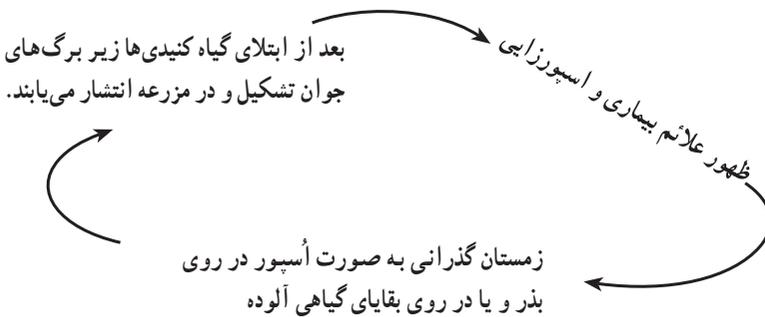 بعد از ابتلای گیاه کنیدی‌ها زیر برگ‌های
جوان تشکیل و در مزرعه انتشار می‌یابند.
ظهور علائم بیماری و اسپورزایی
زمستان گذرانی به صورت اُسپور در روی
بذر و یا در روی بقایای گیاهی آلوده